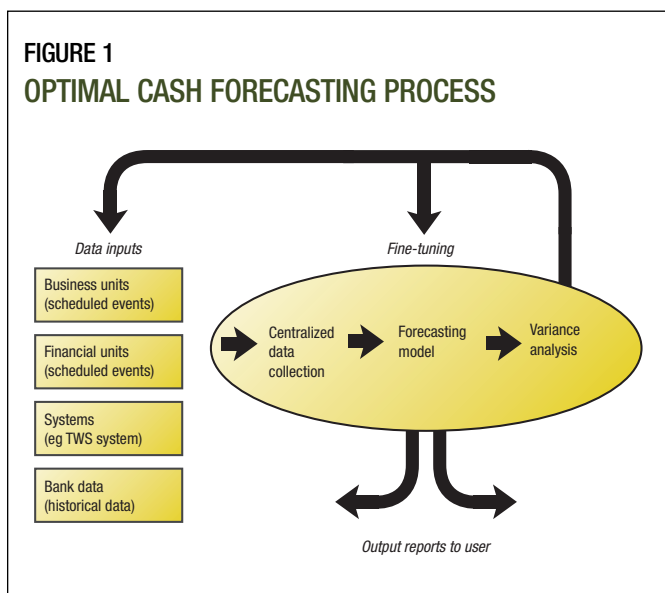 FIGURE 1
OPTIMAL CASH FORECASTING PROCESS
Data inputs
Fine-tuning
Business units
(scheduled events)
Financial units
(scheduled events)
Systems
(eg TWS system)
Bank data
(historical data)
Centralized
data
collection
Forecasting
model
Variance
analysis
Output reports to user